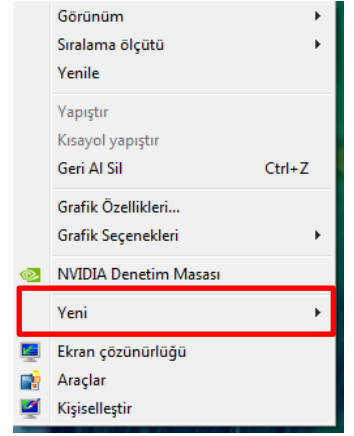 Görünüm
Sıralama ölçütü
Yenile
Yapıştır
Kısayol yapıştır
Geri Al Sil Ctrl+Z
Grafik Özellikleri...
Grafik Seçenekleri
NVIDIA Denetim Masası
Yeni
Ekran çözünürlüğü
Araçlar
Kişiselleştir